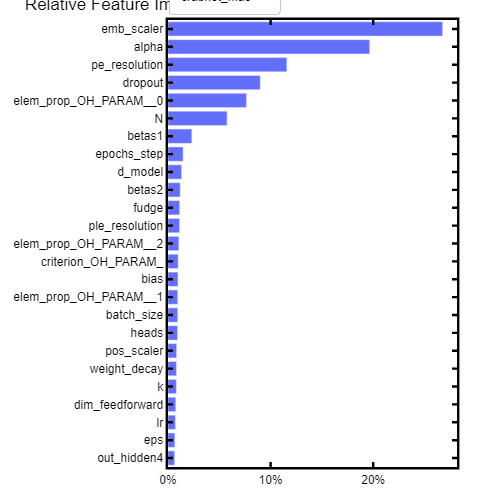 Relative Feature Im
emb_scaler
alpha
pe_resolution
dropout
elem_prop_OH_PARAM__0
N
betas1
epochs_step
d_model
betas2
fudge
ple_resolution
elem_prop_OH_PARAM__2
criterion_OH_PARAM_
bias
elem_prop_OH_PARAM__1
batch_size
heads
pos_scaler
weight_decay
k
dim_feedforward
lr
eps
out_hidden4
0% 10% 20%